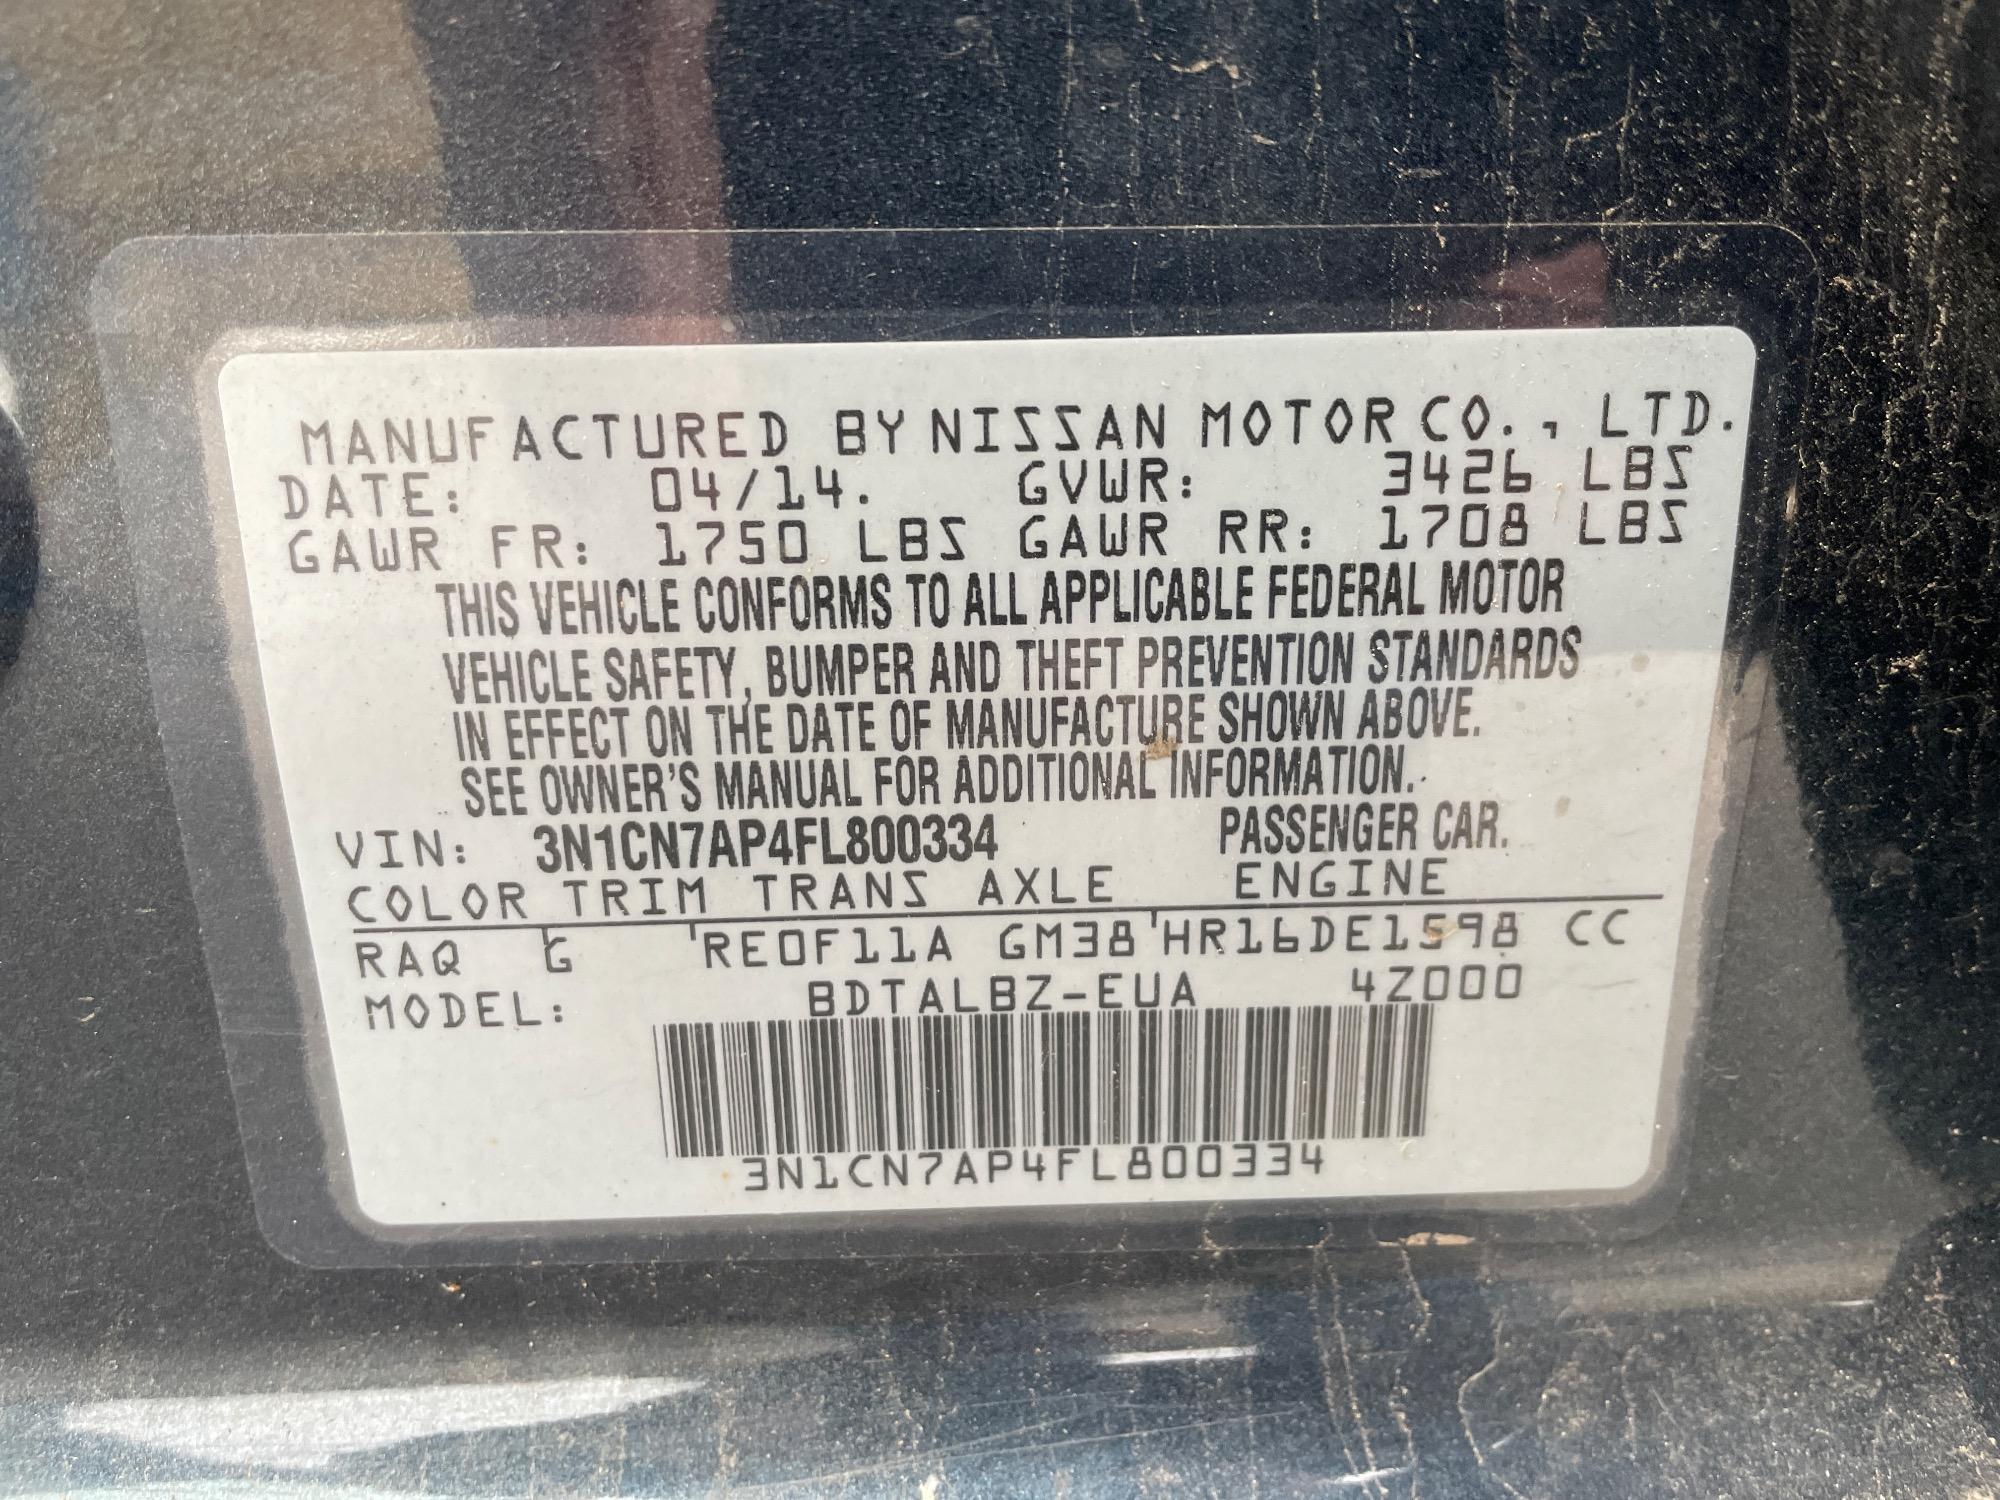 MANUFACTURED BY NISSAN MOTOR CO., LTD.
DATE: 04/14. GVWR: 3426 LBS
GAWR FR: 1750 LBS GAWR RR: 1708 LBS
THIS VEHICLE CONFORMS TO ALL APPLICABLE FEDERAL MOTOR
VEHICLE SAFETY, BUMPER AND THEFT PREVENTION STANDARDS
IN EFFECT ON THE DATE OF MANUFACTURE SHOWN ABOVE.
SEE OWNER'S MANUAL FOR ADDITIONAL INFORMATION.
VIN: 3N1CN7AP4FL800334 PASSENGER CAR.
COLOR TRIM TRANS AXLE ENGINE
RAQ G RE0F11A GM38 HR16DE1598 CC
MODEL: BDTALBZ-EUA 4Z000
3N1CN7AP4FL800334